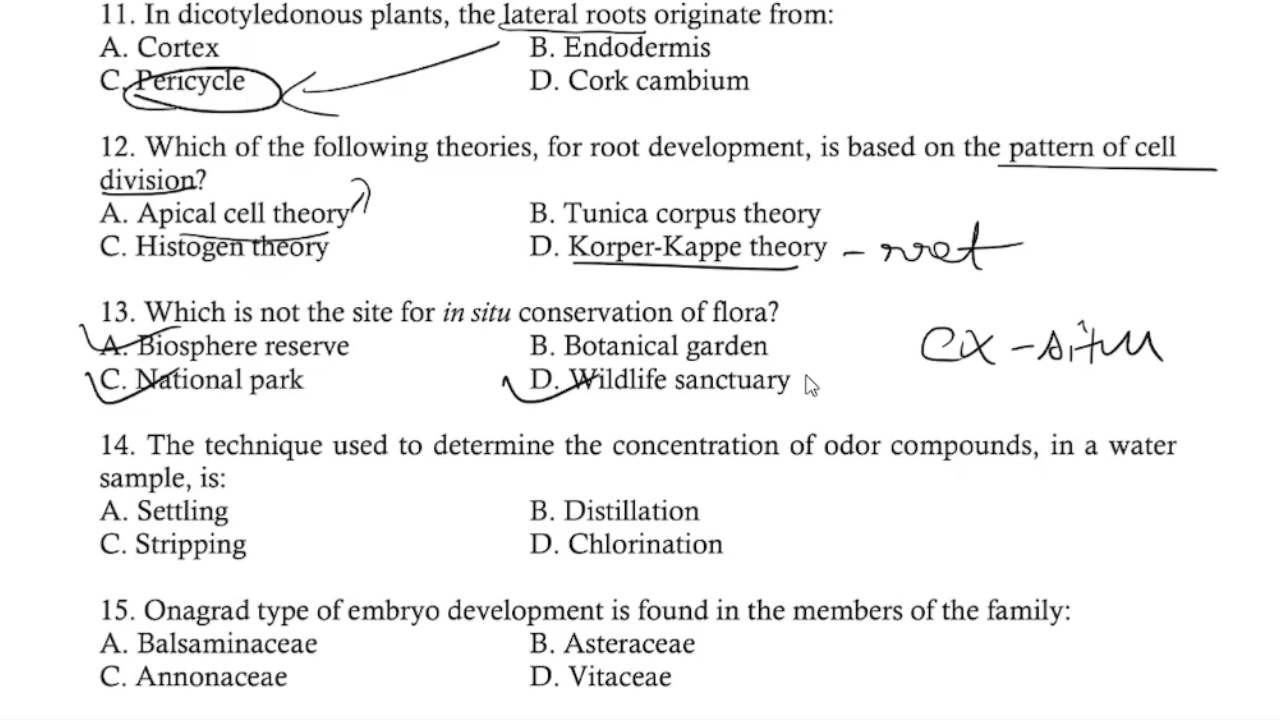 11. In dicotyledonous plants, the lateral roots originate from:
A. Cortex B. Endodermis
C. Pericycle D. Cork cambium
12. Which of the following theories, for root development, is based on the pattern of cell
division?
A. Apical cell theory B. Tunica corpus theory
C. Histogen theory D. Korper-Kappe theory - root
13. Which is not the site for in situ conservation of flora?
A. Biosphere reserve B. Botanical garden ex-situ
C. National park D. Wildlife sanctuary
14. The technique used to determine the concentration of odor compounds, in a water
sample, is:
A. Settling B. Distillation
C. Stripping D. Chlorination
15. Onagrad type of embryo development is found in the members of the family:
A. Balsaminaceae B. Asteraceae
C. Annonaceae D. Vitaceae